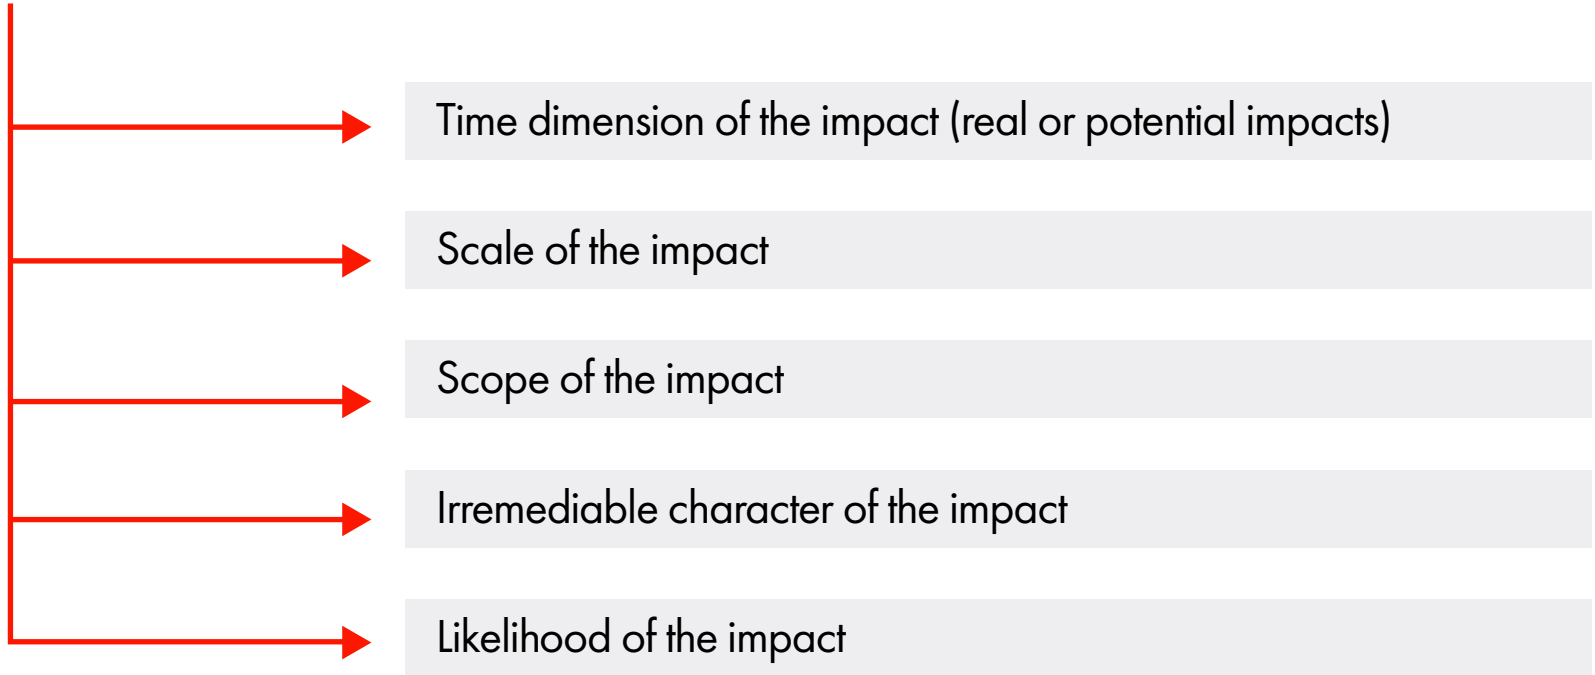 Time dimension of the impact (real or potential impacts)
Scale of the impact
Scope of the impact
Irremediable character of the impact
Likelihood of the impact